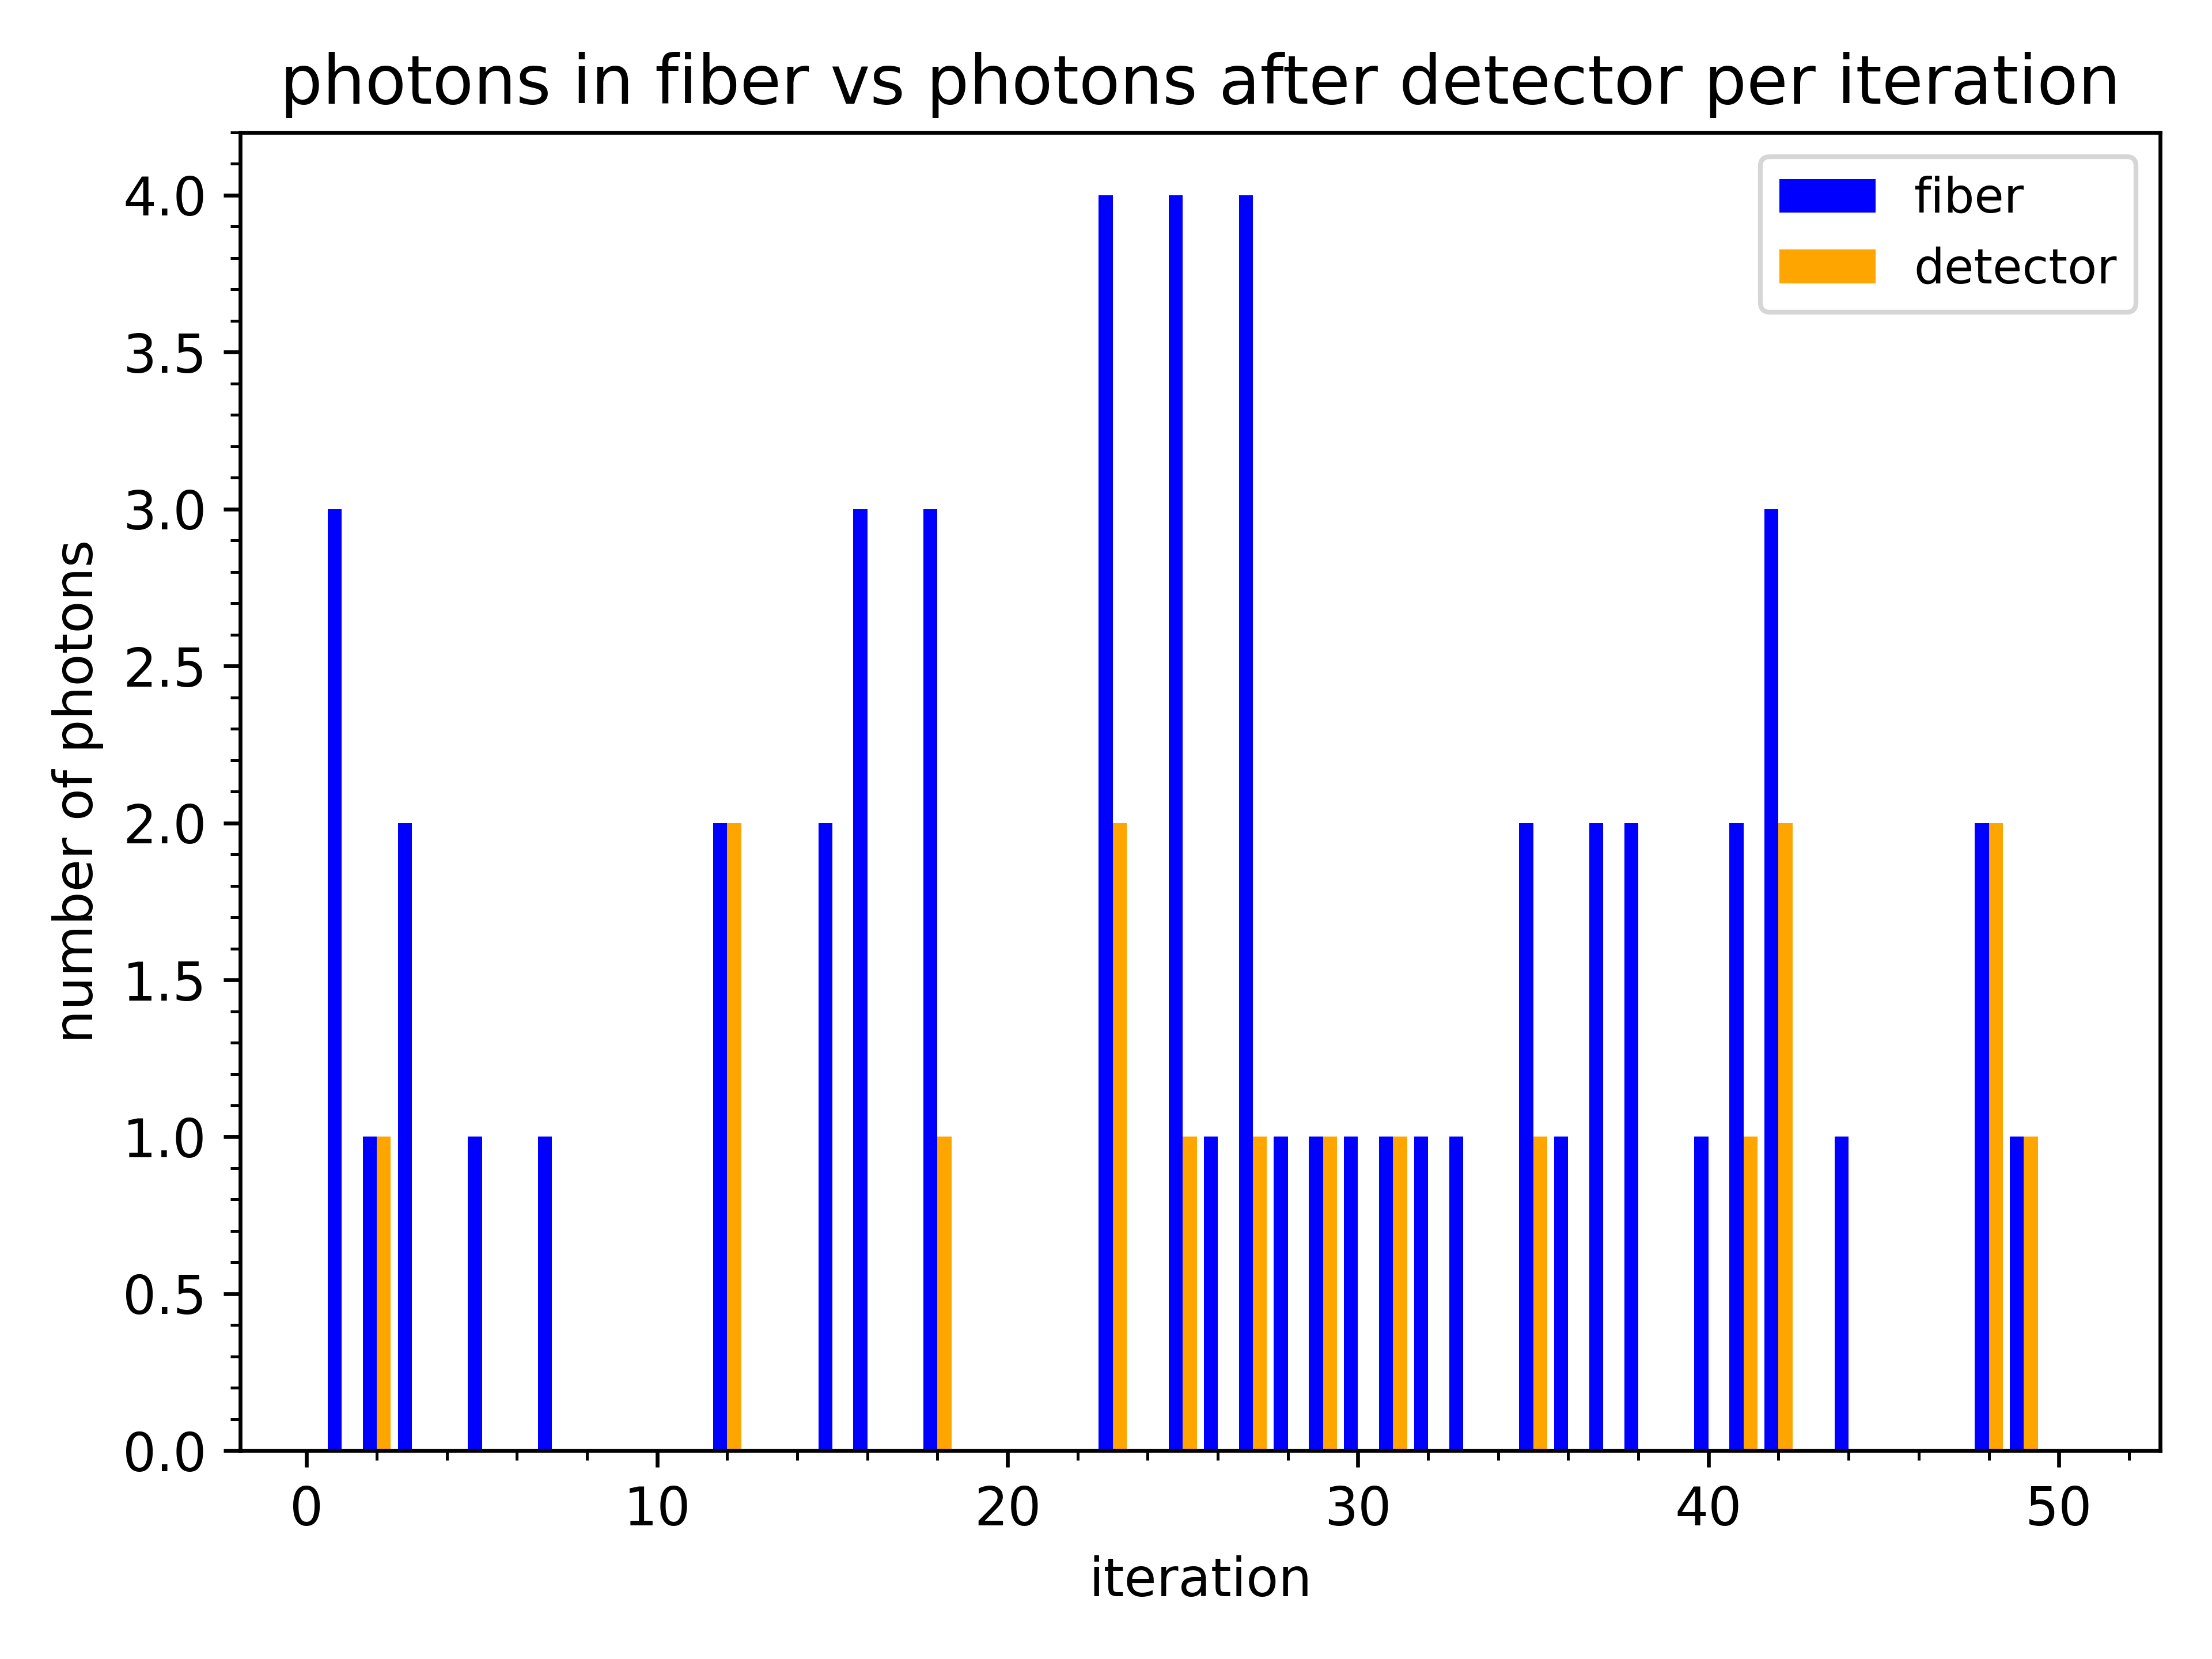 photons in fiber vs photons after detector per iteration
fiber
detector
4.0
3.5
3.0
2.5
2.0
1.5
1.0
0.5
0.0
number of photons
0 10 20 30 40 50
iteration